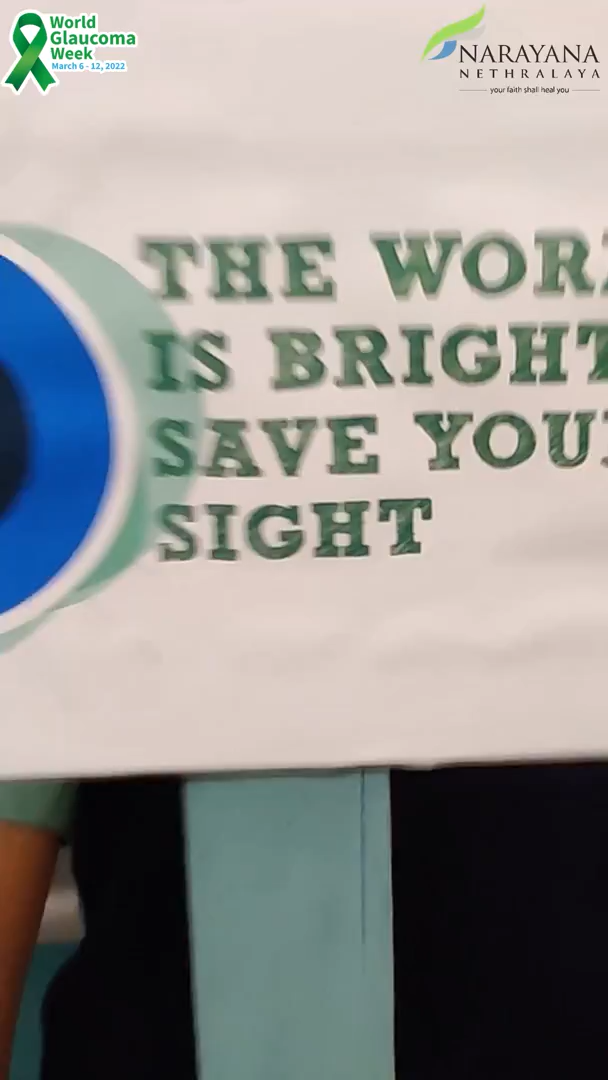 World
Glaucoma
Week
March 6 - 12, 2022
NARAYANA
NETHRALAYA
your faith shall heal you
THE WOR
IS BRIGHT
SAVE YOU
SIGHT